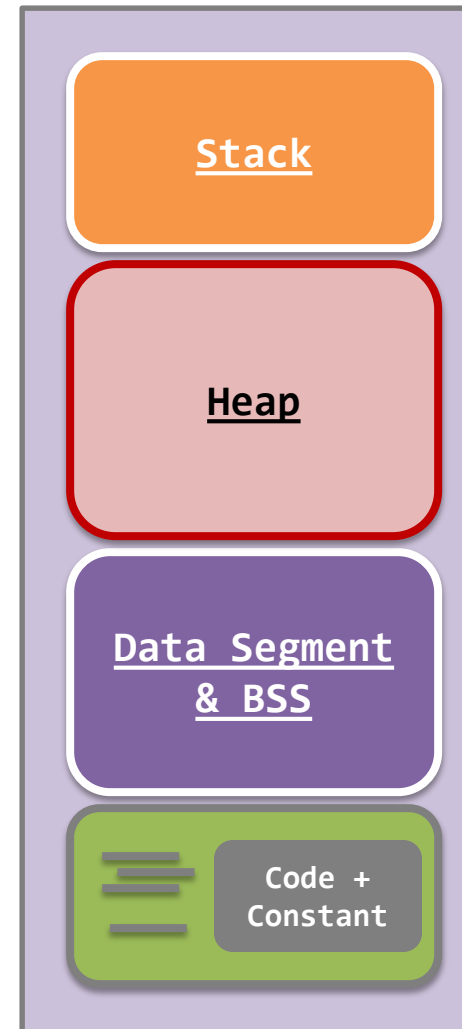 Stack
Heap
Data Segment
& BSS
Code +
Constant